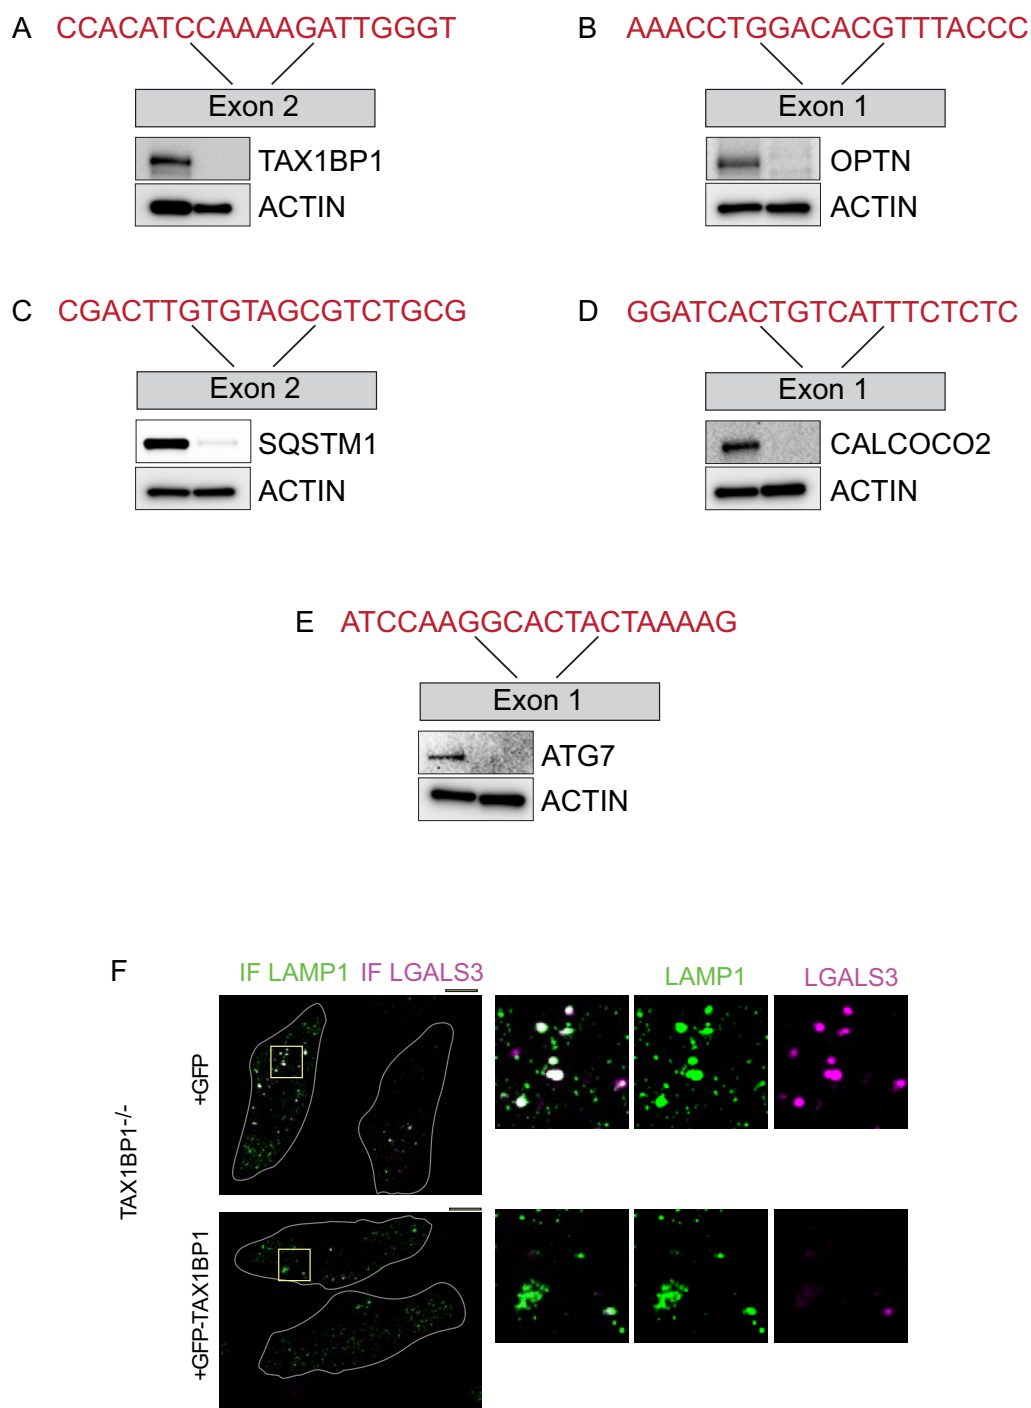 A CCACATCCAAAAGATTGGGT
Exon 2
TAX1BP1
ACTIN
B AAACCTGGACACGTTTACCC
Exon 1
OPTN
ACTIN
C CGACTTGTGTAGCGTCTGCG
Exon 2
SQSTM1
ACTIN
D GGATCACTGTCATTTCTCTC
Exon 1
CALCOCO2
ACTIN
E ATCCAAGGCACTACTAAAAG
Exon 1
ATG7
ACTIN
F IF LAMP1 IF LGALS3 LAMP1 LGALS3
TAX1BP1-/-
+GFP
+GFP-TAX1BP1